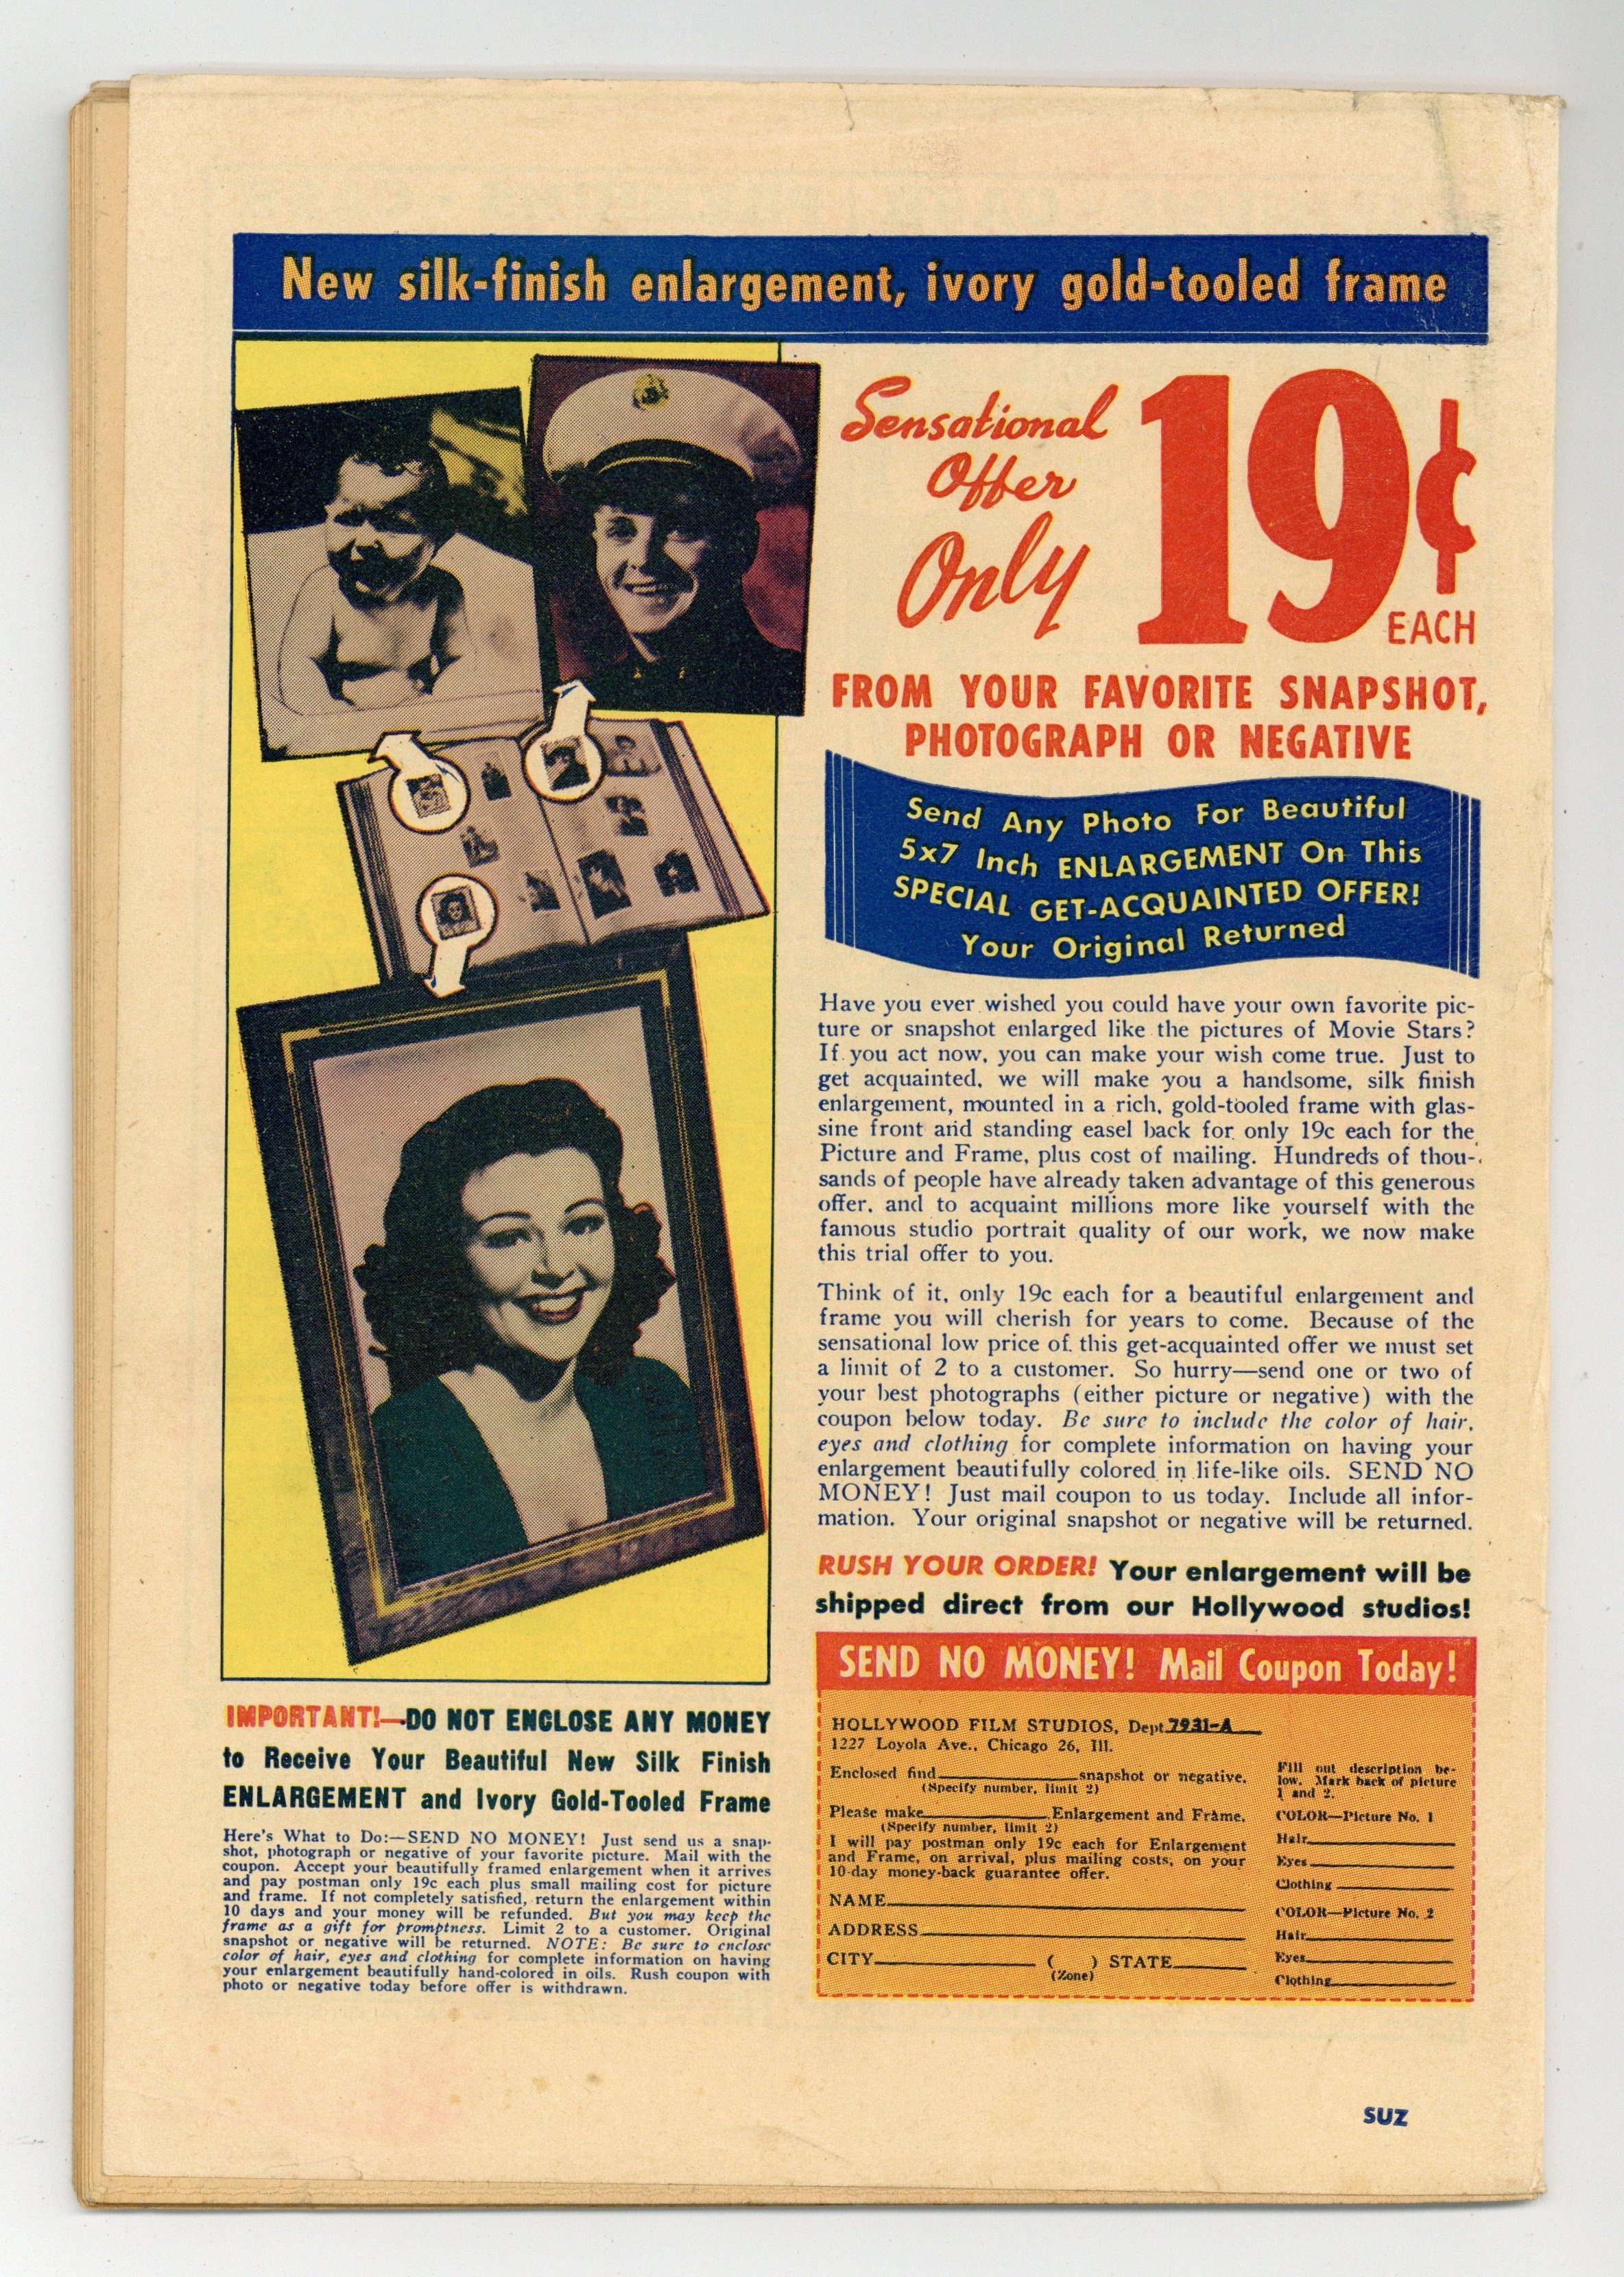 New silk-finish enlargement, ivory gold-tooled frame
Sensational
Offer
Only
19¢
EACH
FROM YOUR FAVORITE SNAPSHOT,
PHOTOGRAPH OR NEGATIVE
Send Any Photo For Beautiful
5x7 Inch ENLARGEMENT On This
SPECIAL GET-ACQUAINTED OFFER!
Your Original Returned
Have you ever wished you could have your own favorite pic-
ture or snapshot enlarged like the pictures of Movie Stars?
If you act now, you can make your wish come true. Just to
get acquainted, we will make you a handsome, silk finish
enlargement, mounted in a rich, gold-tooled frame with glas-
sine front and standing easel back for only 19c each for the
Picture and Frame, plus cost of mailing. Hundreds of thou-
sands of people have already taken advantage of this generous
offer, and to acquaint millions more like yourself with the
famous studio portrait quality of our work, we now make
this trial offer to you.
Think of it, only 19c each for a beautiful enlargement and
frame you will cherish for years to come. Because of the
sensational low price of this get-acquainted offer we must set
a limit of 2 to a customer. So hurry—send one or two of
your best photographs (either picture or negative) with the
coupon below today. Be sure to include the color of hair,
eyes and clothing for complete information on having your
enlargement beautifully colored in life-like oils. SEND NO
MONEY! Just mail coupon to us today. Include all infor-
mation. Your original snapshot or negative will be returned.
RUSH YOUR ORDER! Your enlargement will be
shipped direct from our Hollywood studios!
IMPORTANT!—DO NOT ENCLOSE ANY MONEY
to Receive Your Beautiful New Silk Finish
ENLARGEMENT and Ivory Gold-Tooled Frame
Here's What to Do:—SEND NO MONEY! Just send us a snap-
shot, photograph or negative of your favorite picture. Mail with the
coupon. Accept your beautifully framed enlargement when it arrives
and pay postman only 19c each plus small mailing cost for picture
and frame. If not completely satisfied, return the enlargement within
10 days and your money will be refunded. But you may keep the
frame as a gift for promptness. Limit 2 to a customer. Original
snapshot or negative will be returned. NOTE: Be sure to enclose
color of hair, eyes and clothing for complete information on having
your enlargement beautifully hand-colored in oils. Rush coupon with
photo or negative today before offer is withdrawn.
SEND NO MONEY! Mail Coupon Today!
HOLLYWOOD FILM STUDIOS, Dept. 7931-A
1227 Loyola Ave., Chicago 26, Ill.
Enclosed find snapshot or negative.
(Specify number, limit 2)
Please make Enlargement and Frame.
(Specify number, limit 2)
I will pay postman only 19c each for Enlargement
and Frame, on arrival, plus mailing costs, on your
10-day money-back guarantee offer.
NAME
ADDRESS
CITY ( ) STATE
(Zone)
Fill out description be-
low. Mark back of picture
1 and 2.
COLOR—Picture No. 1
Hair
Eyes
Clothing
COLOR—Picture No. 2
Hair
Eyes
Clothing
SUZ